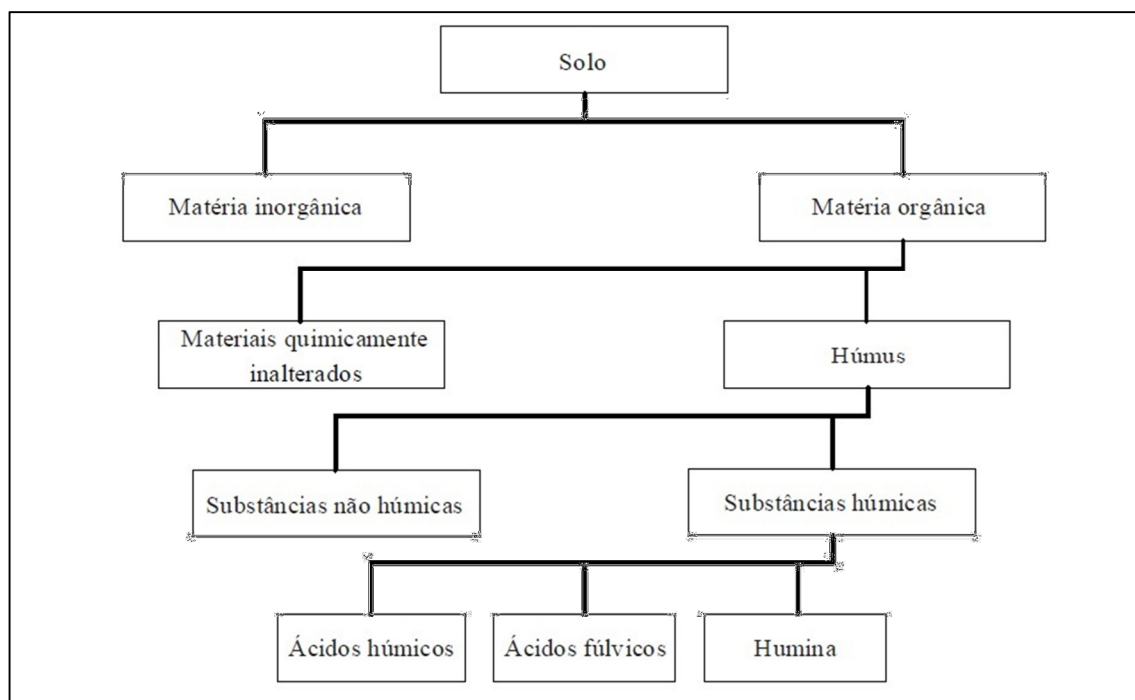 Solo
Matéria inorgânica
Matéria orgânica
Materiais quimicamente
inalterados
Húmus
Substâncias não húmicas
Substâncias húmicas
Ácidos húmicos
Ácidos fúlvicos
Humina